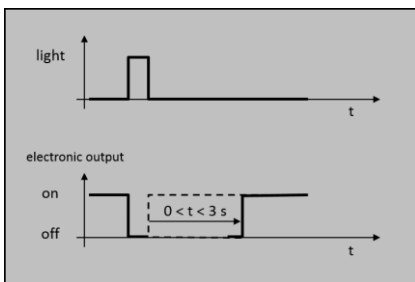 light
t
electronic output
on
0 < t < 3 s
off
t